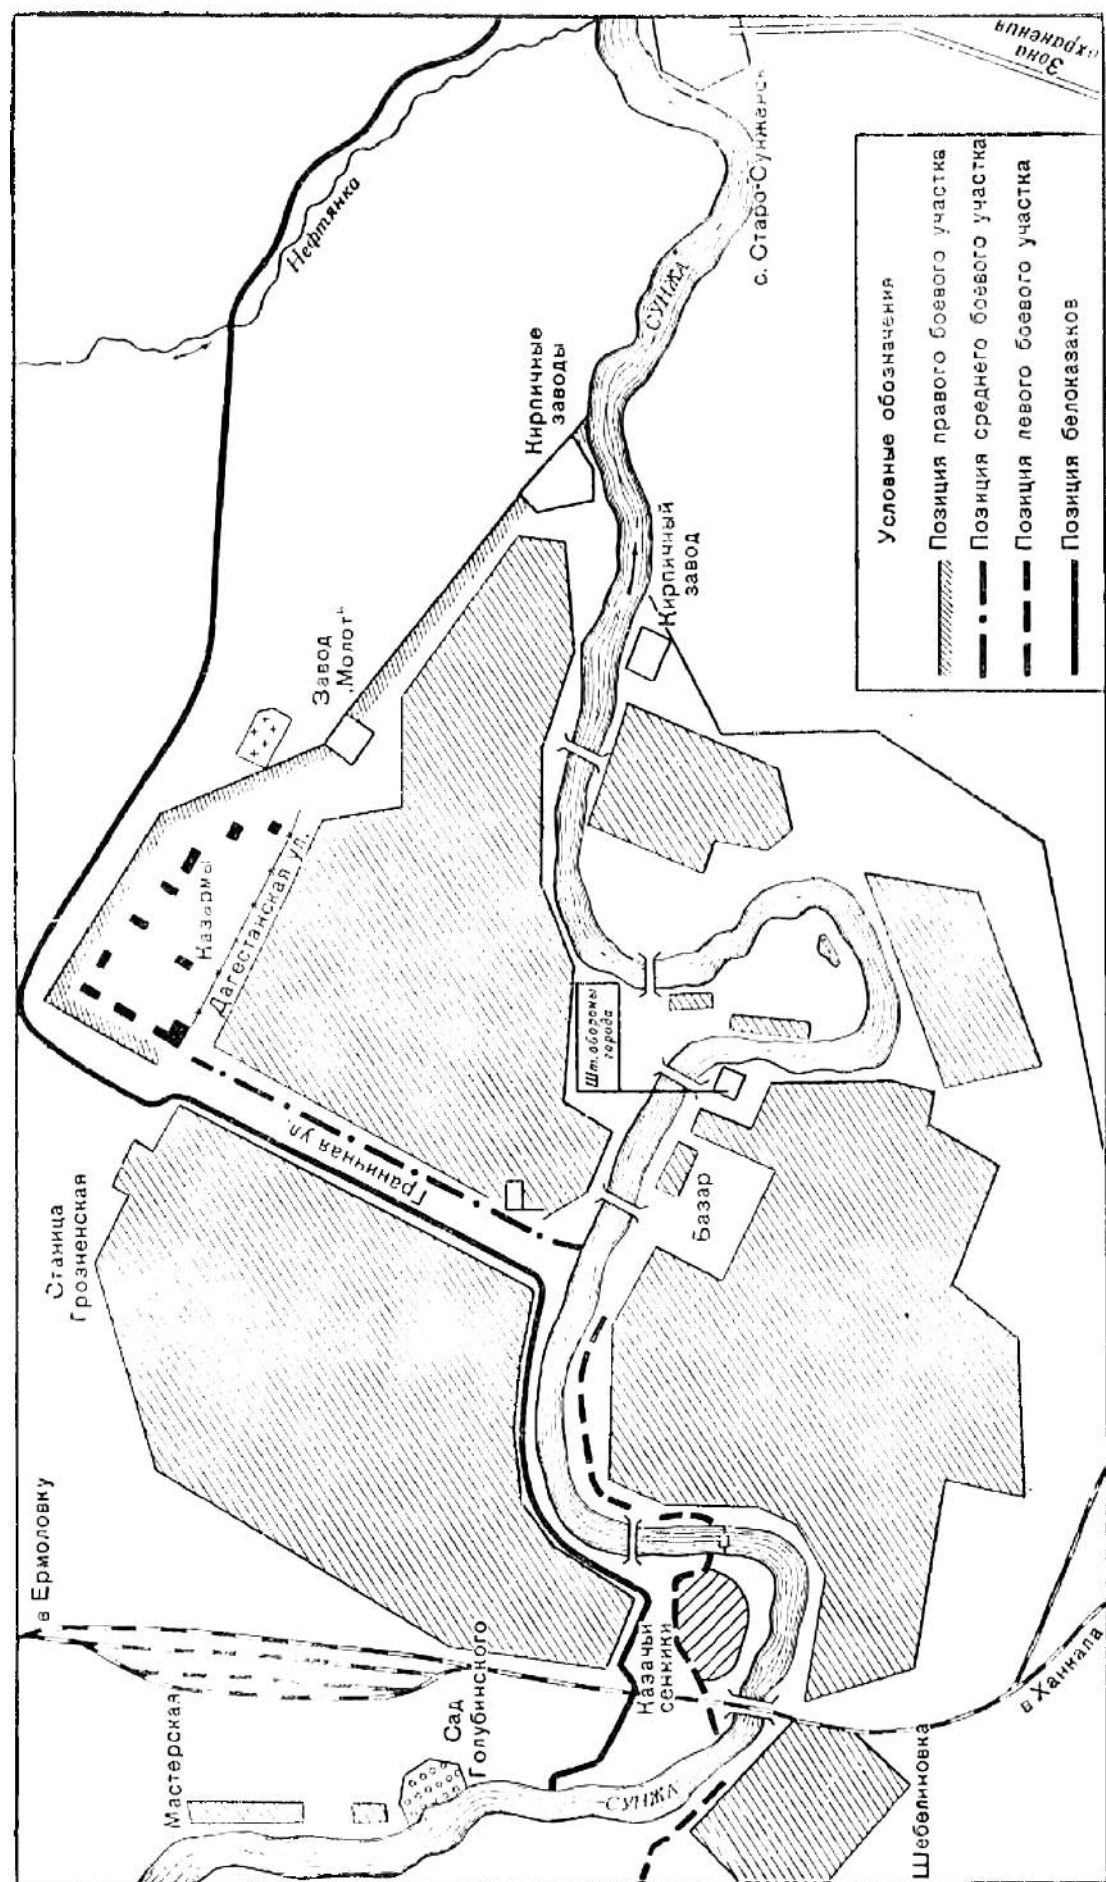 в Ермоловку
Станица
Грозненская
Мастерская
Сад
Голубинского
Казачьи
сенкики
СУНЖА
Шебелиновка
в Ханкала
Граничная ул.
Базар
Шт. обороны
города
Казармы
Дагестанская ул.
Завод
„Молот"
Кирпичные
заводы
Кирпичный
завод
Нефтянка
СУНЖА
с. Старо-Сунженск
Зона
Условные обозначения
Позиция правого боевого участка
Позиция среднего боевого участка
Позиция левого боевого участка
Позиция белоказаков